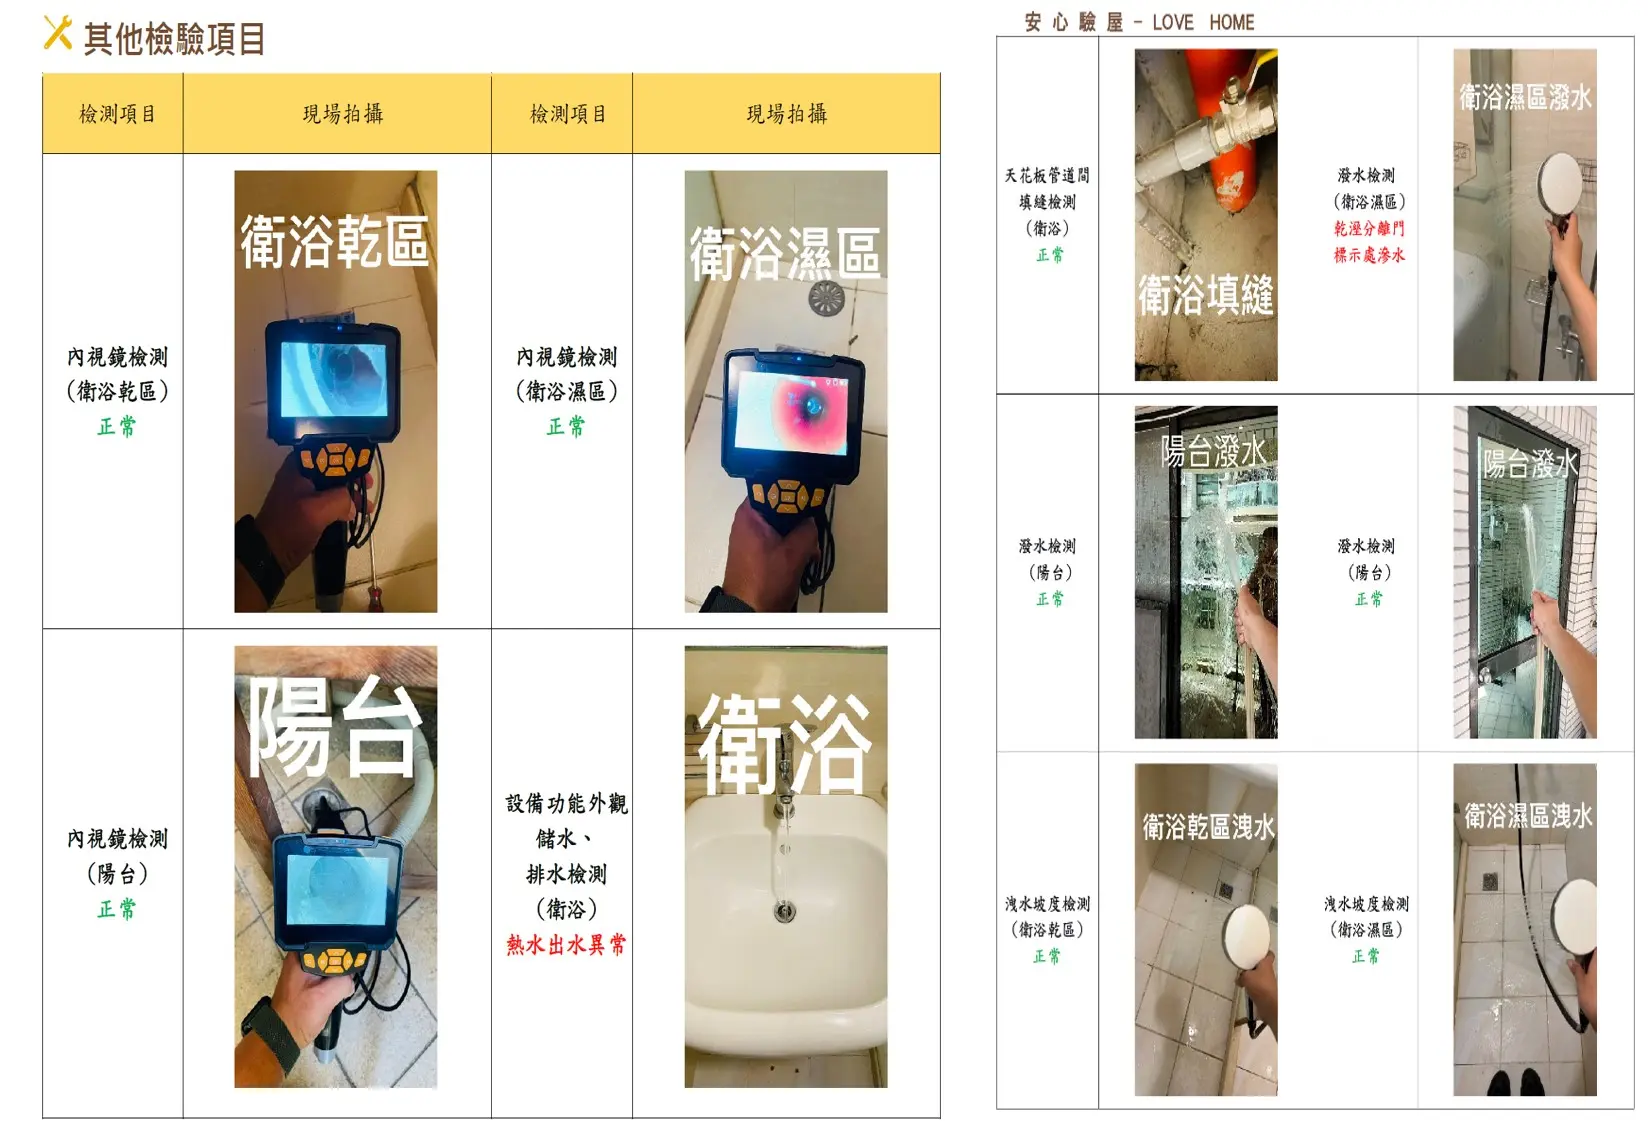 其他檢驗項目
檢測項目
現場拍攝
檢測項目
現場拍攝
內視鏡檢測
（衛浴乾區）
正常
衛浴乾區
內視鏡檢測
（衛浴濕區）
正常
衛浴濕區
內視鏡檢測
（陽台）
正常
陽台
設備功能外觀
儲水、
排水檢測
（衛浴）
熱水出水異常
衛浴
安心驗屋-LOVE HOME
天花板管道間
填縫檢測
（衛浴）
正常
衛浴填縫
潑水檢測
（衛浴濕區）
乾溼分離門
標示處滲水
衛浴濕區潑水
潑水檢測
（陽台）
正常
陽台潑水
潑水檢測
（陽台）
正常
陽台潑水
洩水坡度檢測
（衛浴乾區）
正常
衛浴乾區洩水
洩水坡度檢測
（衛浴濕區）
正常
衛浴濕區洩水